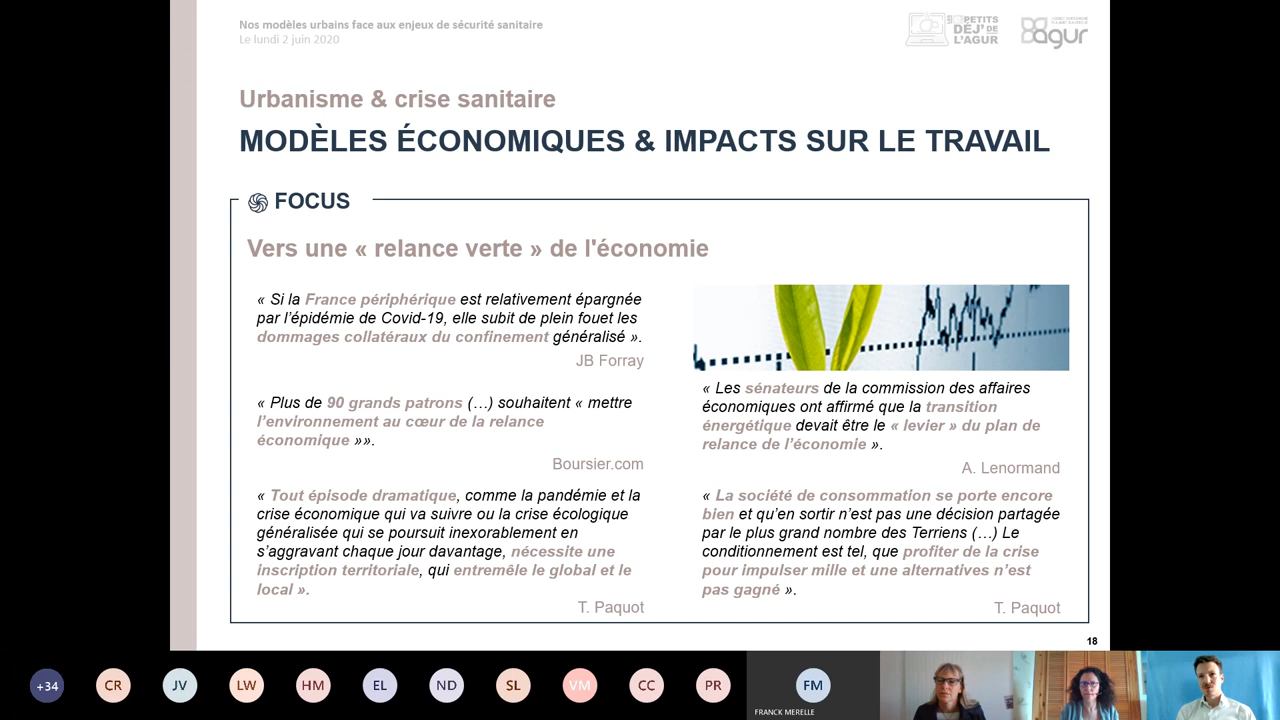 Nos modèles urbains face aux enjeux de sécurité sanitaire
Le lundi 2 juin 2020
PETITS
DÉJ' DE
L'AGUR
agur
Urbanisme & crise sanitaire
MODÈLES ÉCONOMIQUES & IMPACTS SUR LE TRAVAIL
FOCUS
Vers une « relance verte » de l'économie
« Si la France périphérique est relativement épargnée
par l'épidémie de Covid-19, elle subit de plein fouet les
dommages collatéraux du confinement généralisé ».
JB Forray
« Plus de 90 grands patrons (…) souhaitent « mettre
l'environnement au cœur de la relance
économique »».
Boursier.com
« Tout épisode dramatique, comme la pandémie et la
crise économique qui va suivre ou la crise écologique
généralisée qui se poursuit inexorablement en
s'aggravant chaque jour davantage, nécessite une
inscription territoriale, qui entremêle le global et le
local ».
T. Paquot
« Les sénateurs de la commission des affaires
économiques ont affirmé que la transition
énergétique devait être le « levier » du plan de
relance de l'économie ».
A. Lenormand
« La société de consommation se porte encore
bien et qu'en sortir n'est pas une décision partagée
par le plus grand nombre des Terriens (…) Le
conditionnement est tel, que profiter de la crise
pour impulser mille et une alternatives n'est
pas gagné ».
T. Paquot
18
+34
CR
JV
LW
HM
EL
ND
SL
VM
CC
PR
FM
FRANCK MERELLE